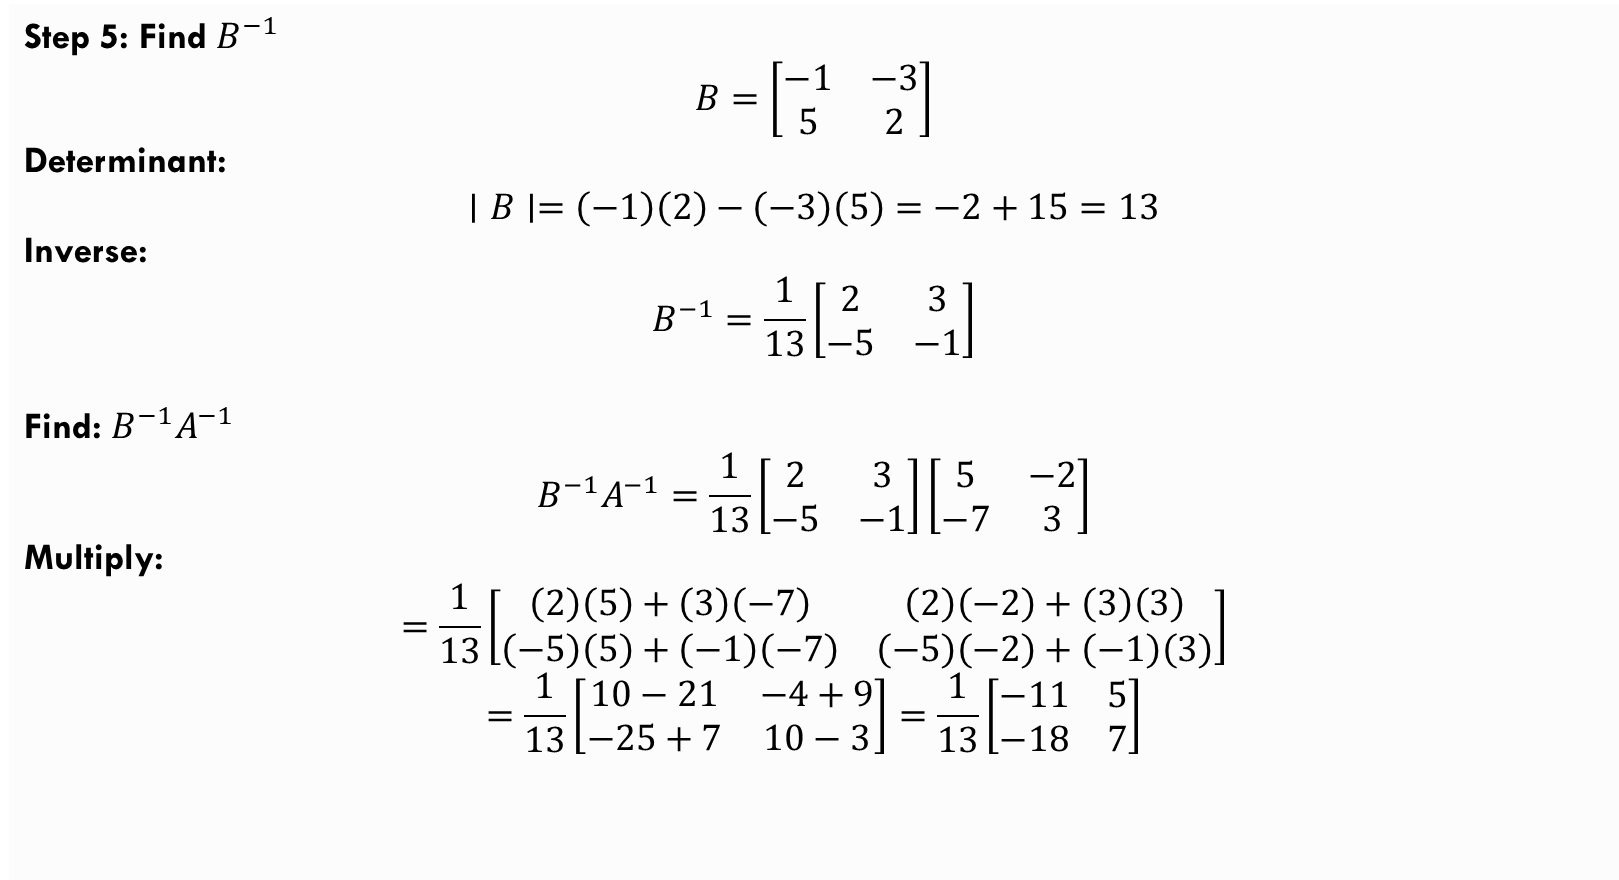 Step 5: Find B⁻¹
B = [−1 −3
5 2]
Determinant:
∣ B ∣= (−1)(2) − (−3)(5) = −2 + 15 = 13
Inverse:
B⁻¹ = 1/13 [2 3
−5 −1]
Find: B⁻¹A⁻¹
B⁻¹A⁻¹ = 1/13 [2 3
−5 −1] [5 −2
−7 3]
Multiply:
= 1/13 [(2)(5) + (3)(−7) (2)(−2) + (3)(3)
(−5)(5) + (−1)(−7) (−5)(−2) + (−1)(3)]
= 1/13 [10 − 21 −4 + 9
−25 + 7 10 − 3] = 1/13 [−11 5
−18 7]